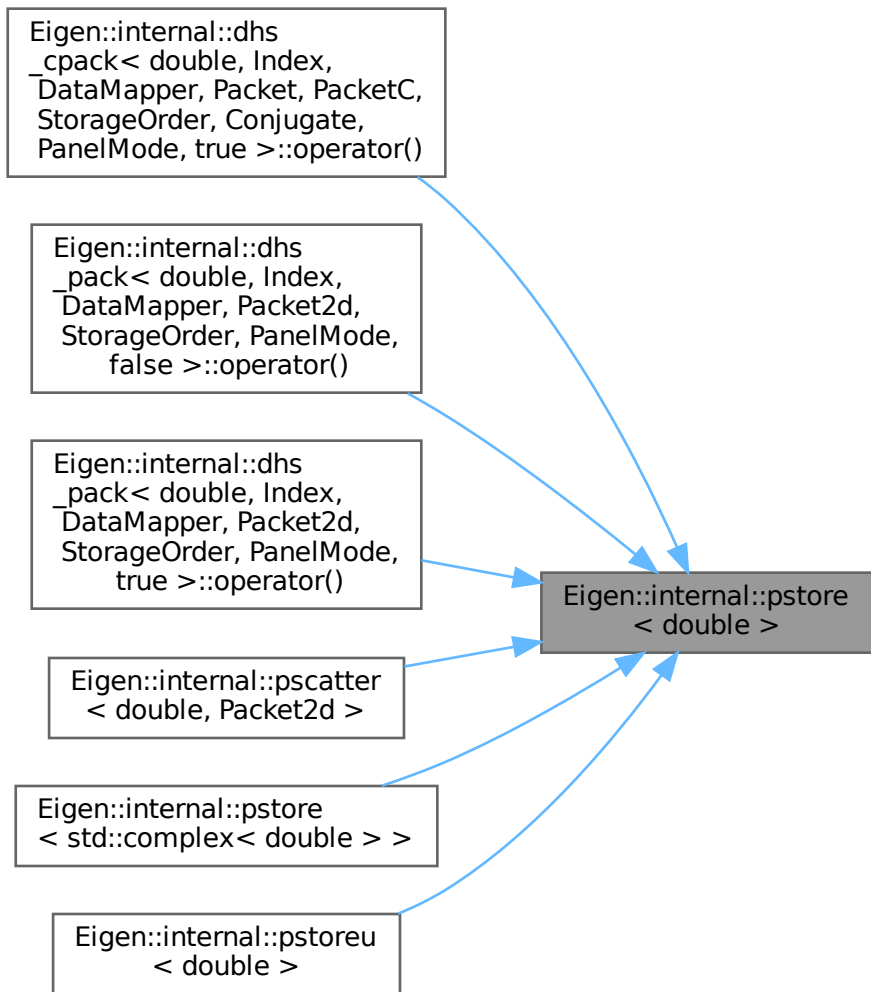 Eigen::internal::dhs
_cpack< double, Index,
DataMapper, Packet, PacketC,
StorageOrder, Conjugate,
PanelMode, true >::operator()
Eigen::internal::dhs
_pack< double, Index,
DataMapper, Packet2d,
StorageOrder, PanelMode,
false >::operator()
Eigen::internal::dhs
_pack< double, Index,
DataMapper, Packet2d,
StorageOrder, PanelMode,
true >::operator()
Eigen::internal::pstore
< double >
Eigen::internal::pscatter
< double, Packet2d >
Eigen::internal::pstore
< std::complex< double > >
Eigen::internal::pstoreu
< double >